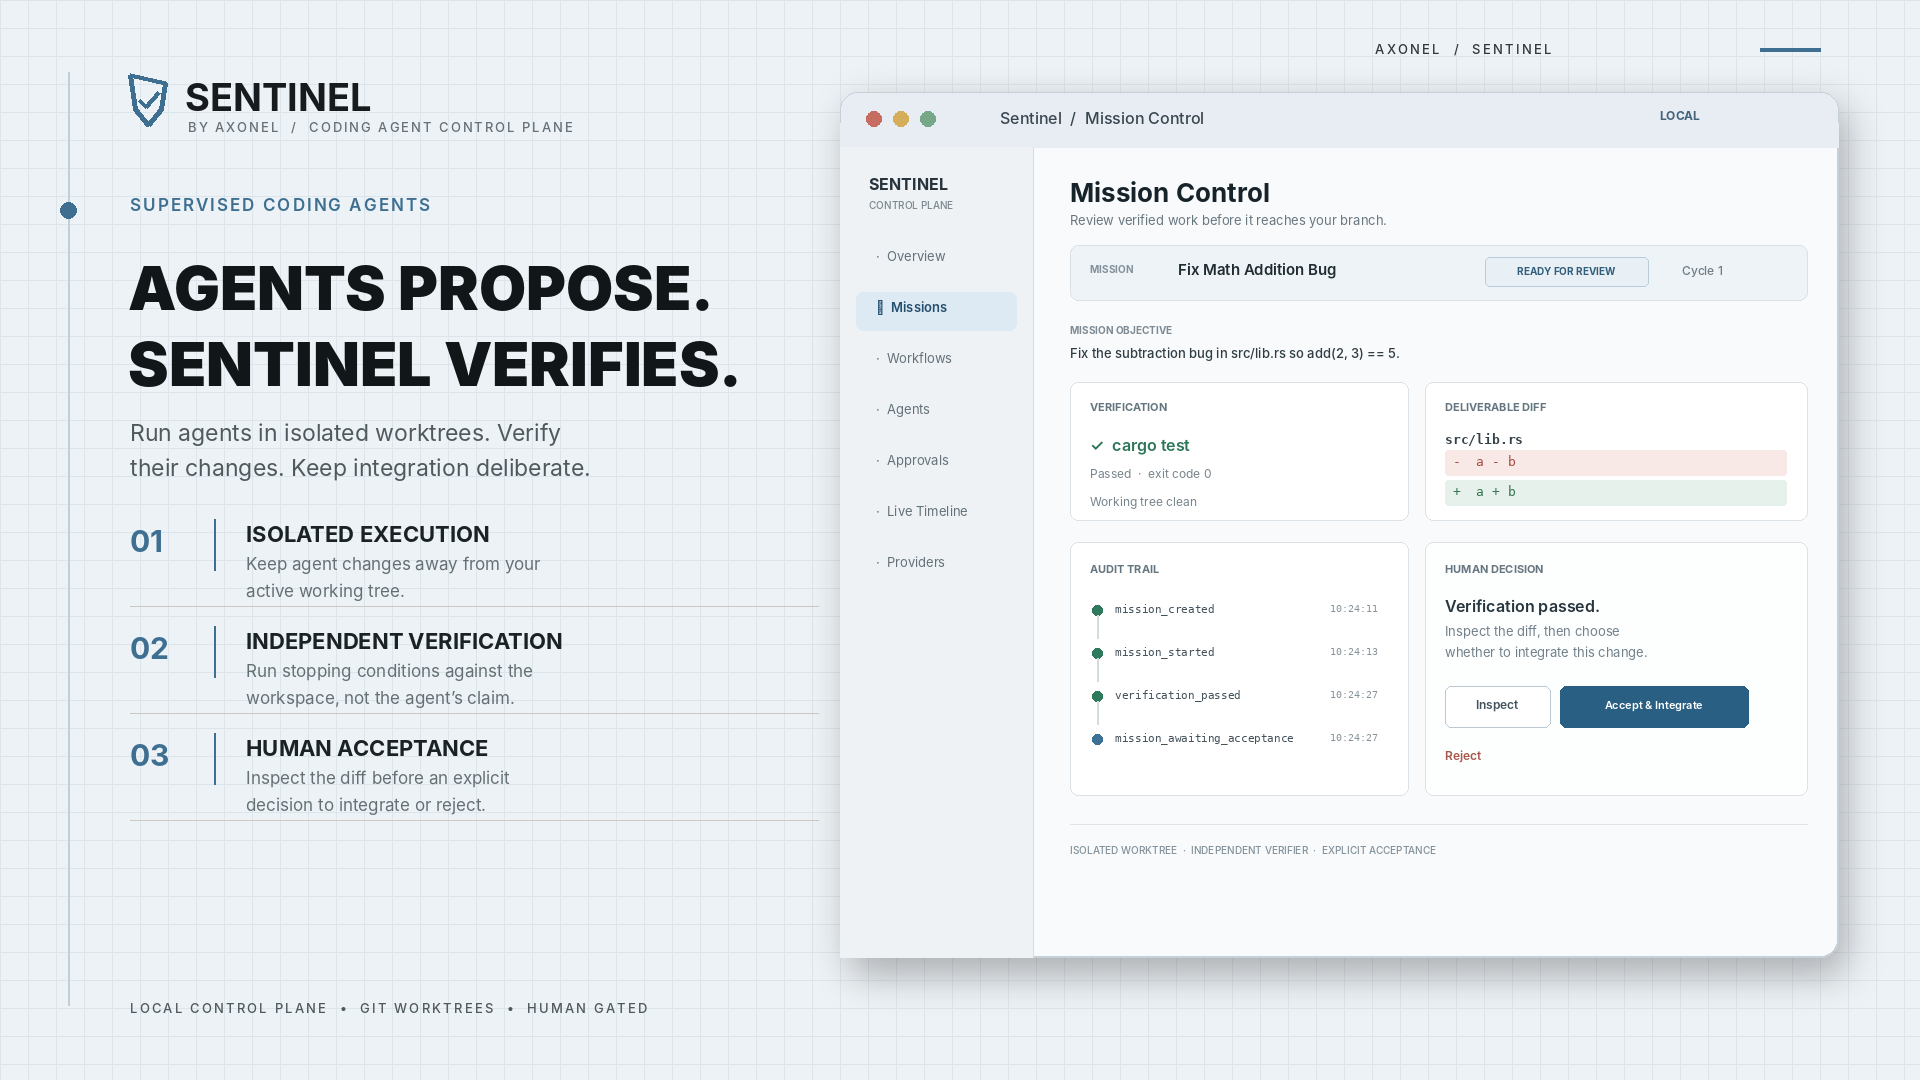 AXONEL / SENTINEL
SENTINEL
BY AXONEL / CODING AGENT CONTROL PLANE
SUPERVISED CODING AGENTS
AGENTS PROPOSE.
SENTINEL VERIFIES.
Run agents in isolated worktrees. Verify
their changes. Keep integration deliberate.
01
ISOLATED EXECUTION
Keep agent changes away from your
active working tree.
02
INDEPENDENT VERIFICATION
Run stopping conditions against the
workspace, not the agent’s claim.
03
HUMAN ACCEPTANCE
Inspect the diff before an explicit
decision to integrate or reject.
LOCAL CONTROL PLANE • GIT WORKTREES • HUMAN GATED
Sentinel / Mission Control
LOCAL
SENTINEL
CONTROL PLANE
· Overview
Missions
· Workflows
· Agents
· Approvals
· Live Timeline
· Providers
Mission Control
Review verified work before it reaches your branch.
MISSION Fix Math Addition Bug READY FOR REVIEW Cycle 1
MISSION OBJECTIVE
Fix the subtraction bug in src/lib.rs so add(2, 3) == 5.
VERIFICATION
✓ cargo test
Passed · exit code 0
Working tree clean
DELIVERABLE DIFF
src/lib.rs
- a - b
+ a + b
AUDIT TRAIL
mission_created 10:24:11
mission_started 10:24:13
verification_passed 10:24:27
mission_awaiting_acceptance 10:24:27
HUMAN DECISION
Verification passed.
Inspect the diff, then choose
whether to integrate this change.
Inspect
Accept & Integrate
Reject
ISOLATED WORKTREE · INDEPENDENT VERIFIER · EXPLICIT ACCEPTANCE